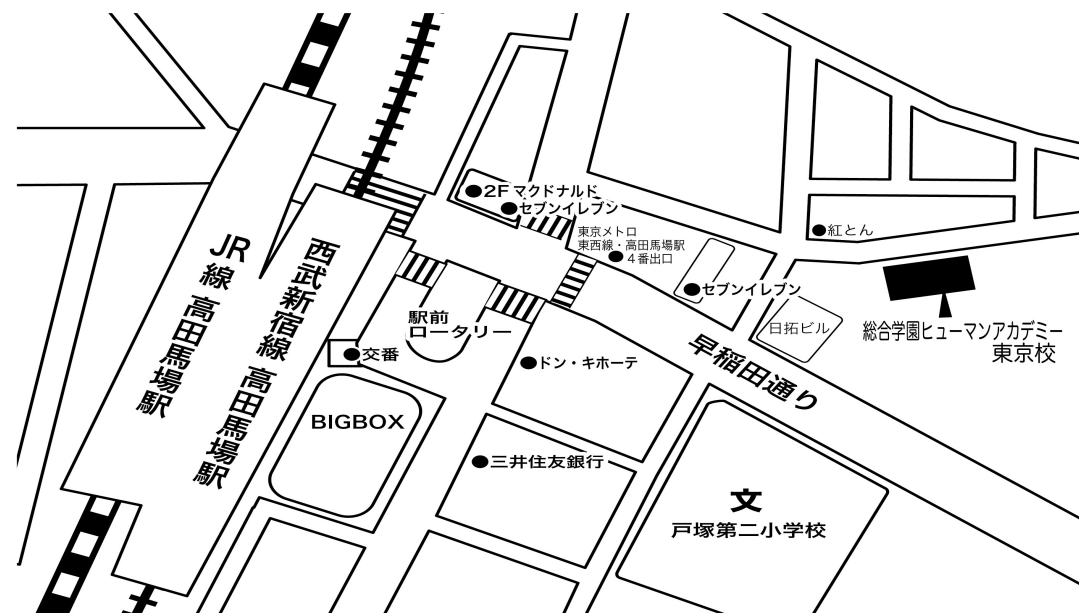 2F マクドナルド
セブンイレブン
東京メトロ
東西線・高田馬場駅
４番出口
紅とん
セブンイレブン
JR線 高田馬場駅
西武新宿線 高田馬場駅
駅前
ロータリー
交番
ドン・キホーテ
早稲田通り
日拓ビル
総合学園ヒューマンアカデミー
東京校
BIGBOX
三井住友銀行
文
戸塚第二小学校